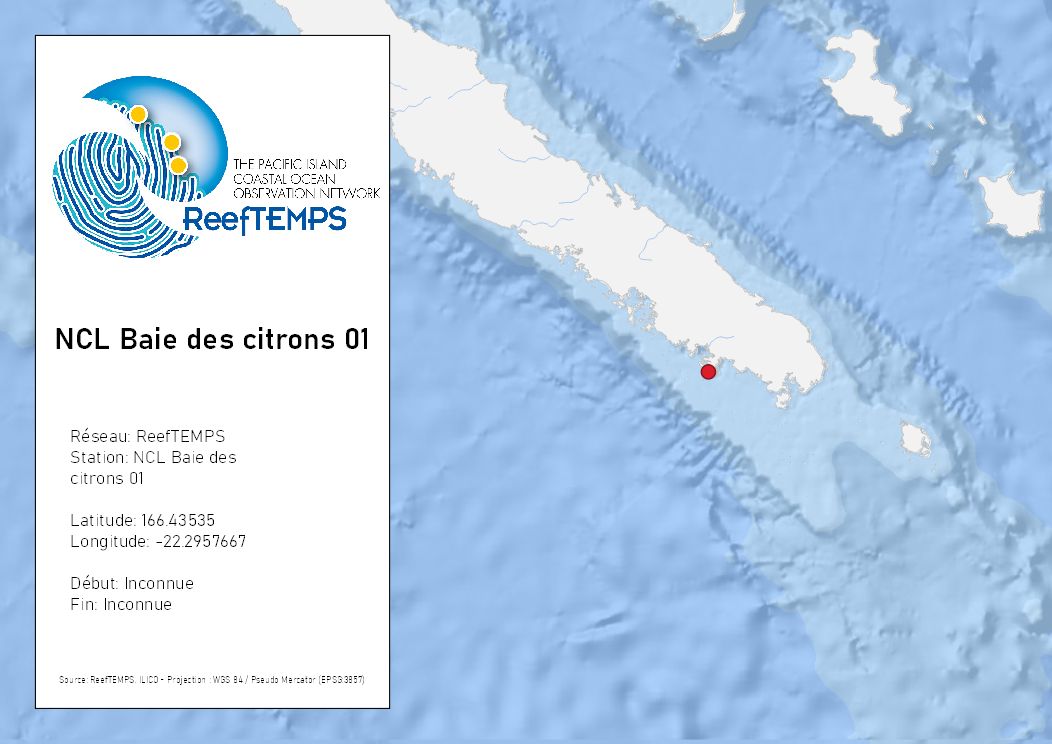 THE PACIFIC ISLAND
COASTAL OCEAN
OBSERVATION NETWORK
ReefTEMPS
NCL Baie des citrons 01
Réseau: ReefTEMPS
Station: NCL Baie des
citrons 01
Latitude: 166.43535
Longitude: -22.2957667
Début: Inconnue
Fin: Inconnue
Source: ReefTEMPS, ILICO - Projection : WGS 84 / Pseudo Mercator (EPSG:3857)